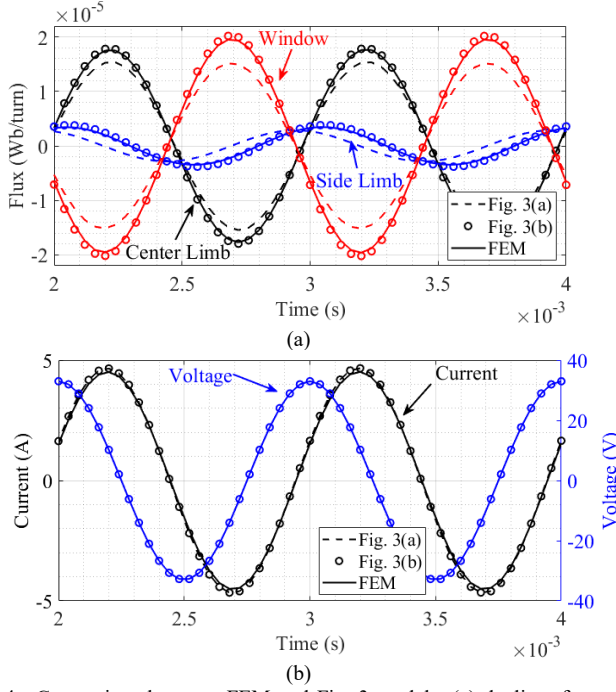 ×10⁻⁵
2
1
0
-1
-2
Flux (Wb/turn)
Window
Side Limb
Center Limb
Fig. 3(a)
Fig. 3(b)
FEM
2
2.5
3
3.5
4
Time (s)
×10⁻³
(a)
5
0
-5
Current (A)
40
20
0
-20
-40
Voltage (V)
Voltage
Current
Fig. 3(a)
Fig. 3(b)
FEM
2
2.5
3
3.5
4
Time (s)
×10⁻³
(b)